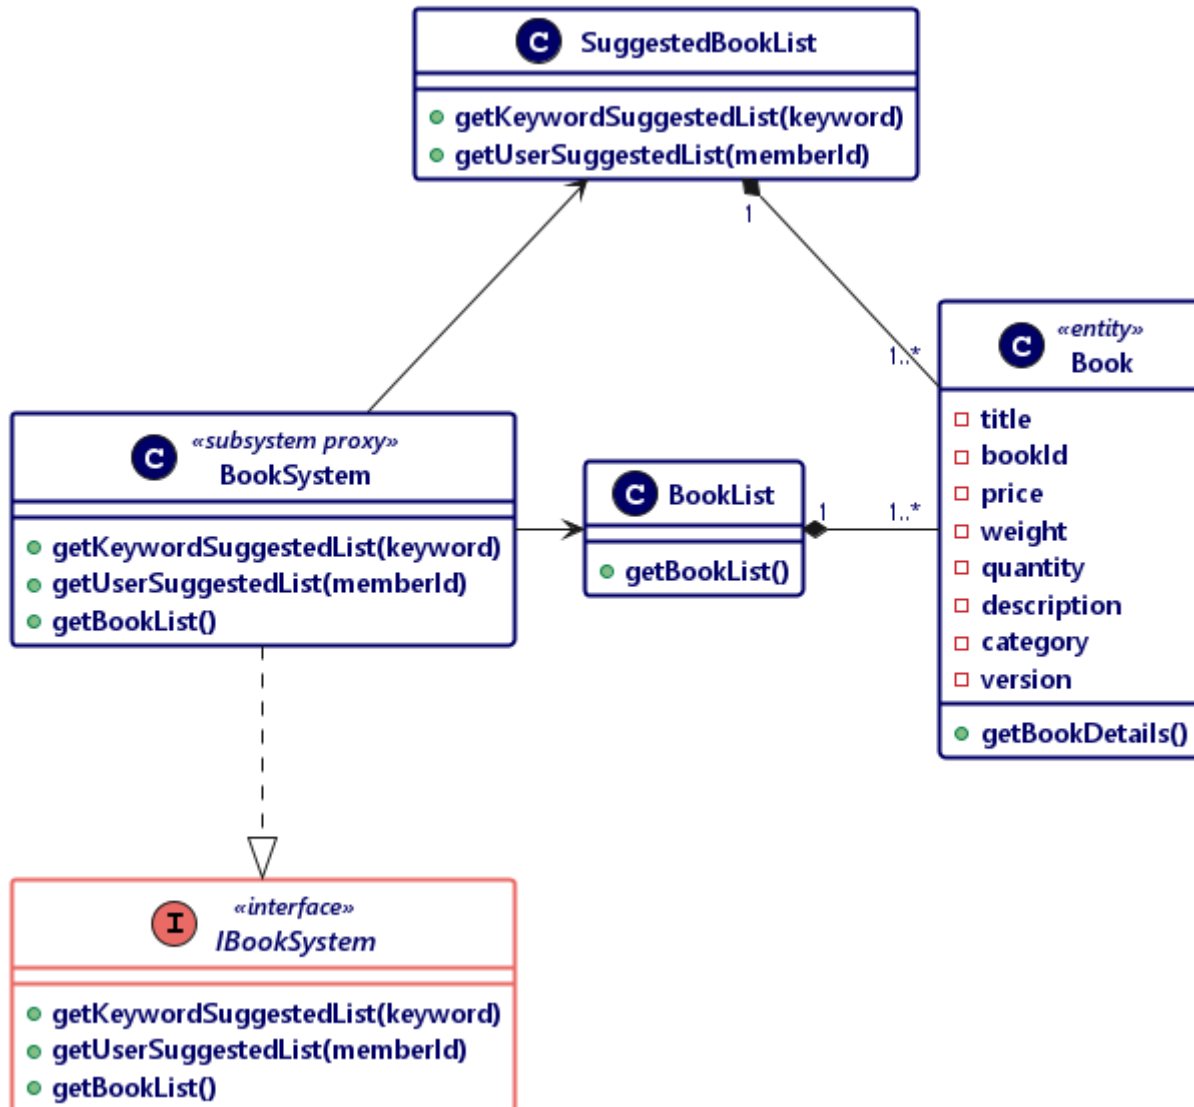 C SuggestedBookList
getKeywordSuggestedList(keyword)
getUserSuggestedList(memberId)
1
1..*
«entity»
C Book
title
bookId
price
weight
quantity
description
category
version
getBookDetails()
«subsystem proxy»
C BookSystem
getKeywordSuggestedList(keyword)
getUserSuggestedList(memberId)
getBookList()
C BookList
getBookList()
1
1..*
«interface»
I IBookSystem
getKeywordSuggestedList(keyword)
getUserSuggestedList(memberId)
getBookList()